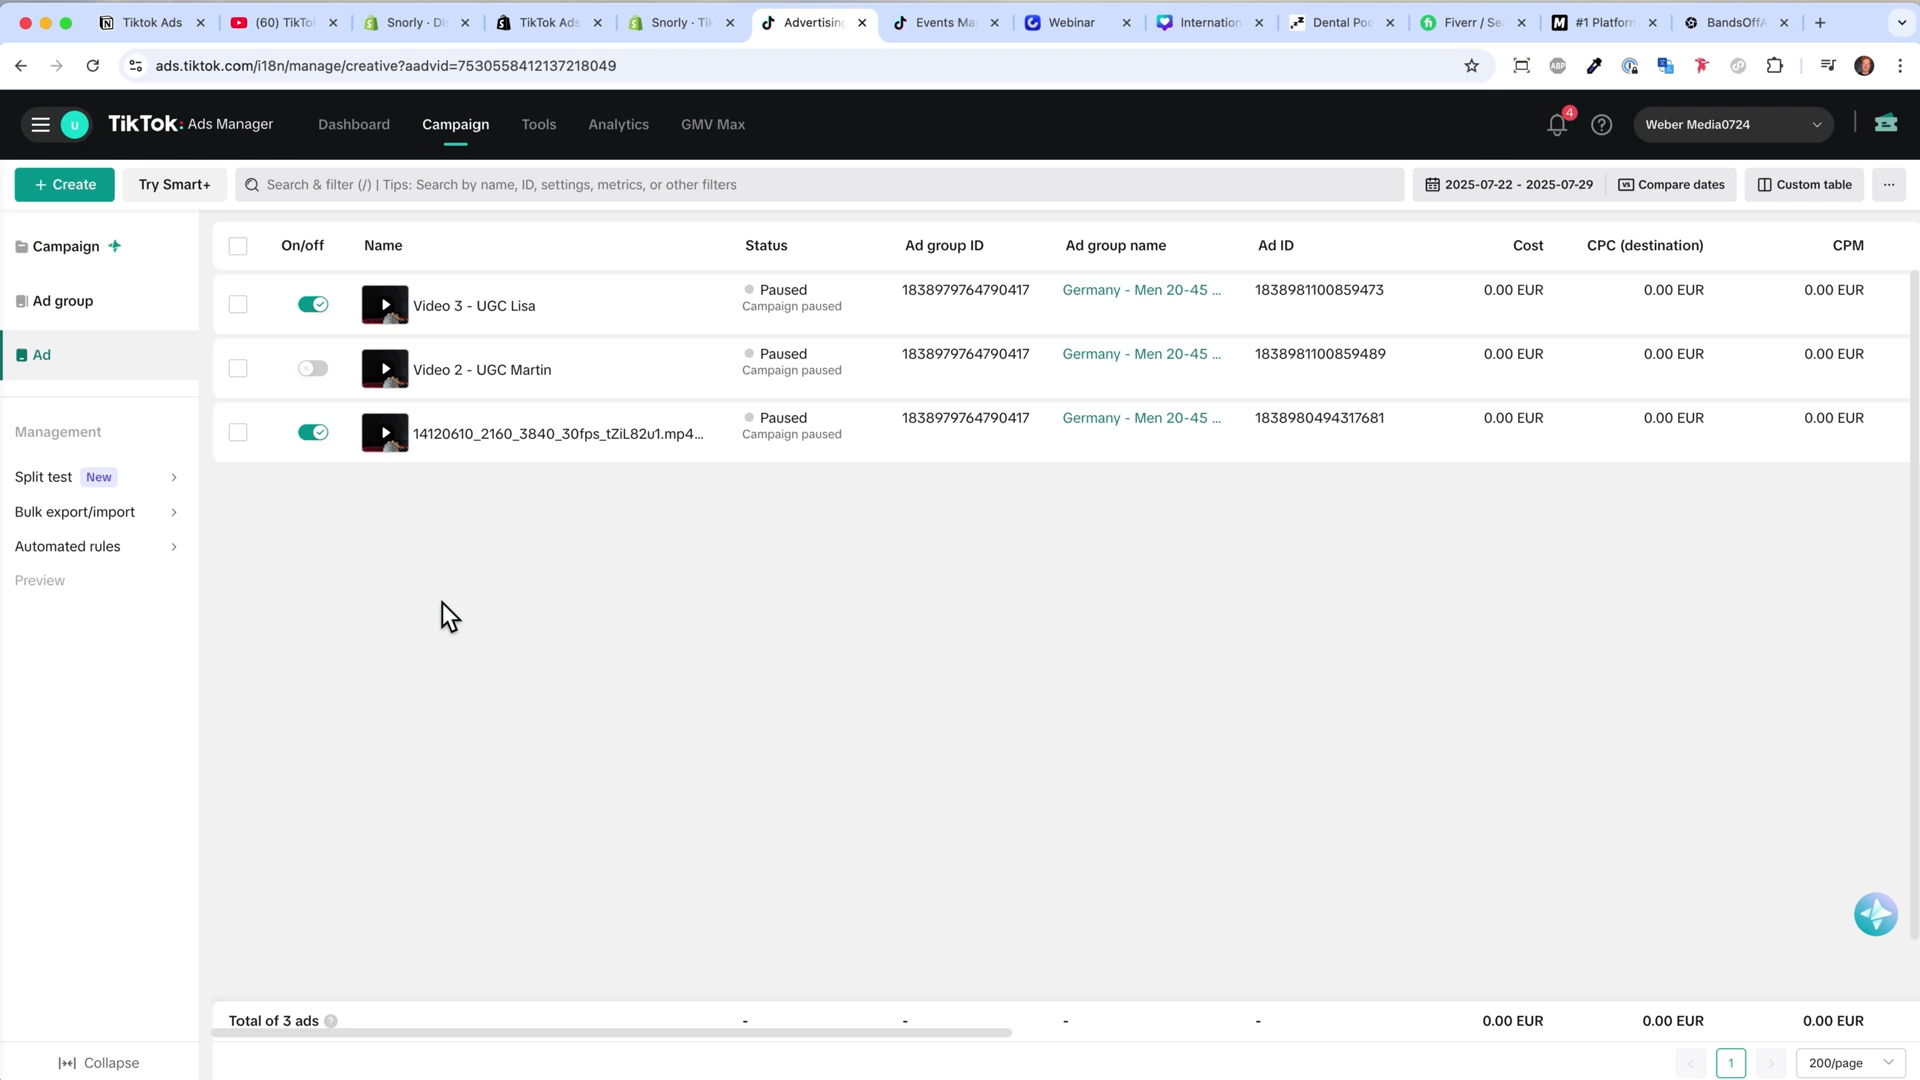 Tiktok Ads
(60) TikTo
Snorly · Di
TikTok Ads
Snorly · Tik
Advertising
Events Ma
Webinar
Internation
Dental Poc
Fiverr / Se
#1 Platform
BandsOffA
ads.tiktok.com/i18n/manage/creative?aadvid=7530558412137218049
ABP
U
TikTok: Ads Manager
Dashboard
Campaign
Tools
Analytics
GMV Max
4
Weber Media0724
+ Create
Try Smart+
Search & filter (/) | Tips: Search by name, ID, settings, metrics, or other filters
2025-07-22 - 2025-07-29
Compare dates
Custom table
...
Campaign
Ad group
Ad
Management
Split test New
Bulk export/import
Automated rules
Preview
On/off Name Status Ad group ID Ad group name Ad ID Cost CPC (destination) CPM
Video 3 - UGC Lisa Paused 1838979764790417 Germany - Men 20-45 ... 1838981100859473 0.00 EUR 0.00 EUR 0.00 EUR
Campaign paused
Video 2 - UGC Martin Paused 1838979764790417 Germany - Men 20-45 ... 1838981100859489 0.00 EUR 0.00 EUR 0.00 EUR
Campaign paused
14120610_2160_3840_30fps_tZiL82u1.mp4... Paused 1838979764790417 Germany - Men 20-45 ... 1838980494317681 0.00 EUR 0.00 EUR 0.00 EUR
Campaign paused
Total of 3 ads ? - - - - 0.00 EUR 0.00 EUR 0.00 EUR
Collapse
1
200/page